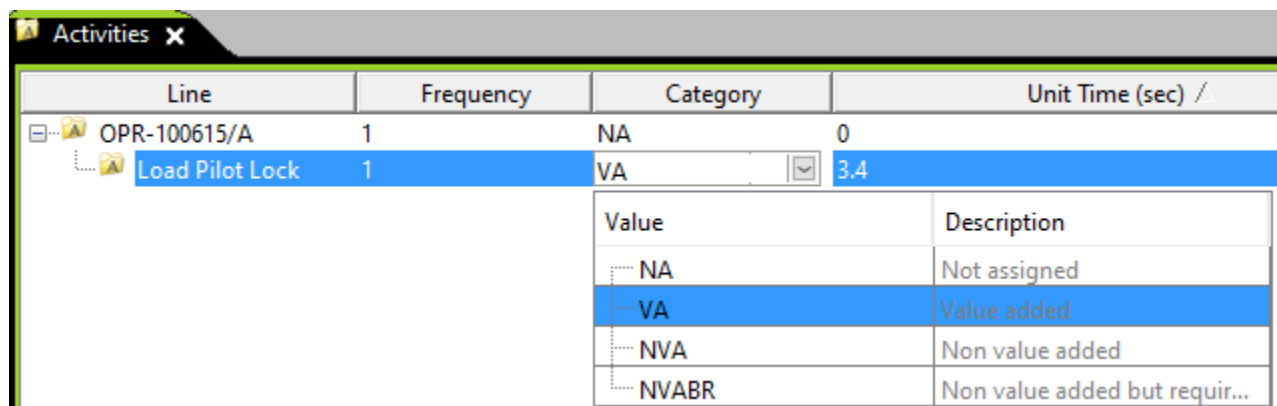 Activities
Line Frequency Category Unit Time (sec)
OPR-100615/A 1 NA 0
Load Pilot Lock 1 VA 3.4
Value Description
NA Not assigned
VA Value added
NVA Non value added
NVABR Non value added but requir...